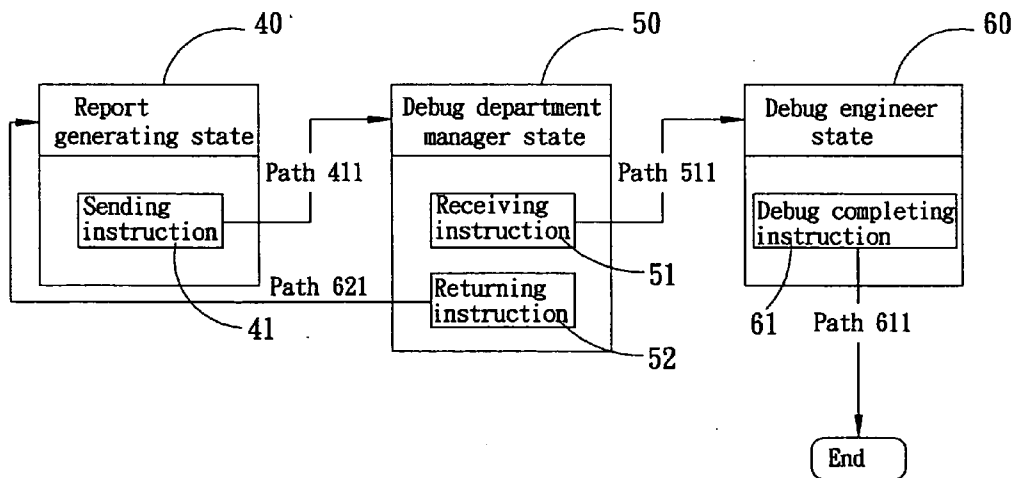 40
50
60
Report
generating state
Debug department
manager state
Debug engineer
state
Path 411
Path 511
Sending
instruction
Receiving
instruction
Debug completing
instruction
51
Path 621
Returning
instruction
41
52
61
Path 611
End